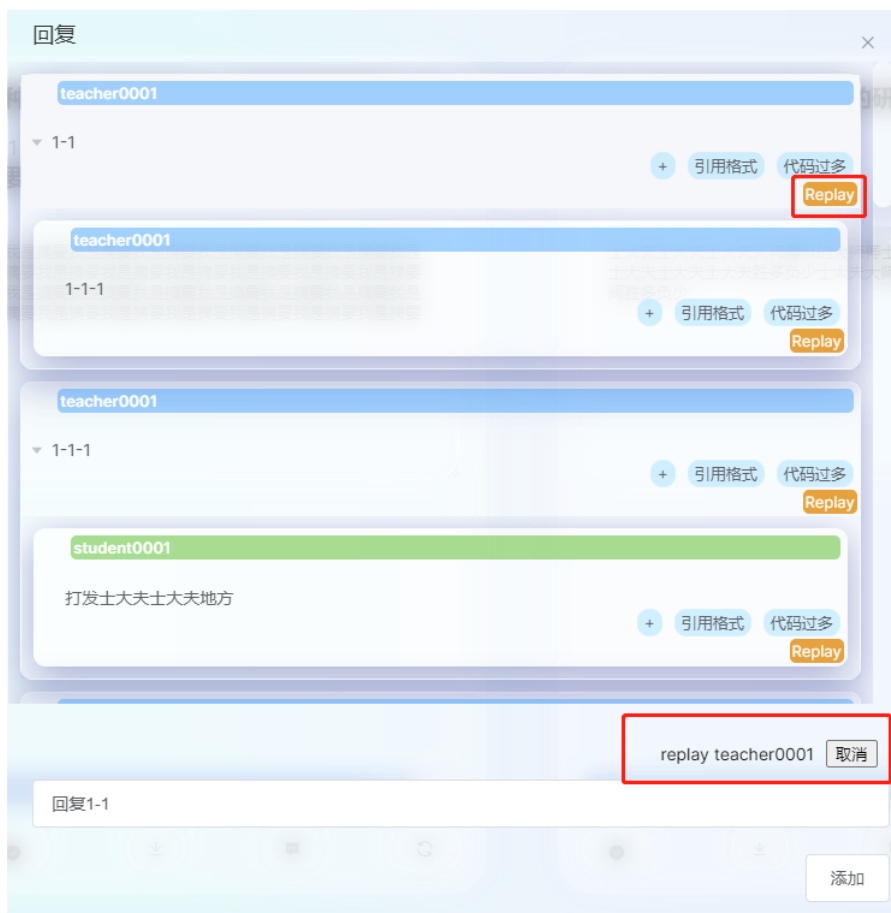 回复
teacher0001
1-1
+ 引用格式 代码过多
Replay
teacher0001
1-1-1
+ 引用格式 代码过多
Replay
teacher0001
1-1-1
+ 引用格式 代码过多
Replay
student0001
打发士大夫士大夫地方
+ 引用格式 代码过多
Replay
replay teacher0001 取消
回复1-1
添加